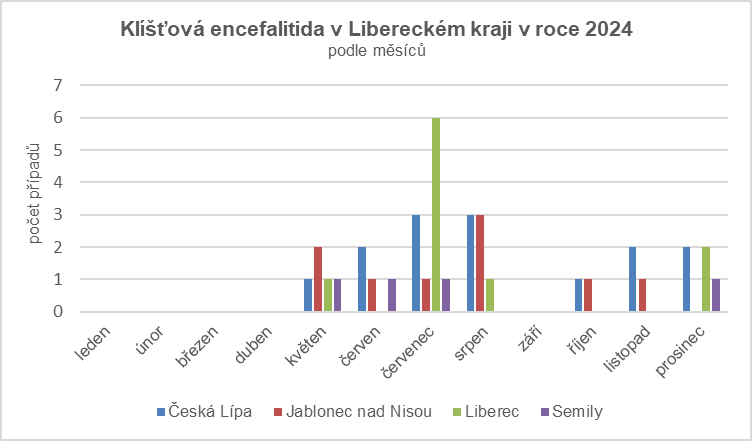 Klíšťová encefalitida v Libereckém kraji v roce 2024
podle měsíců
počet případů
7
6
5
4
3
2
1
0
leden
únor
březen
duben
květen
červen
červenec
srpen
září
říjen
listopad
prosinec
Česká Lípa
Jablonec nad Nisou
Liberec
Semily